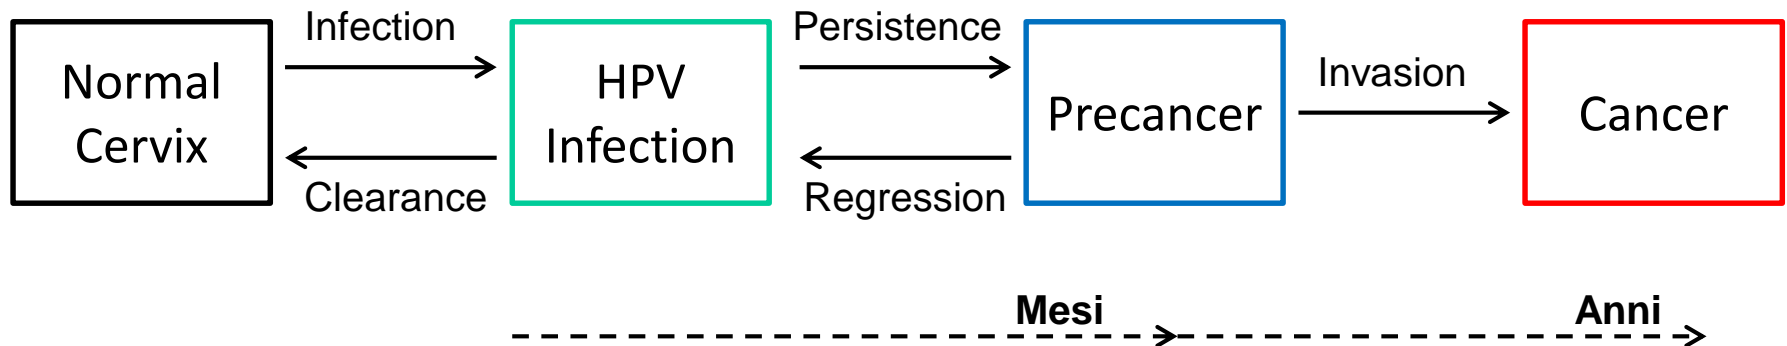 Infection
Persistence
Invasion
Normal
Cervix
HPV
Infection
Precancer
Cancer
Clearance
Regression
Mesi
Anni